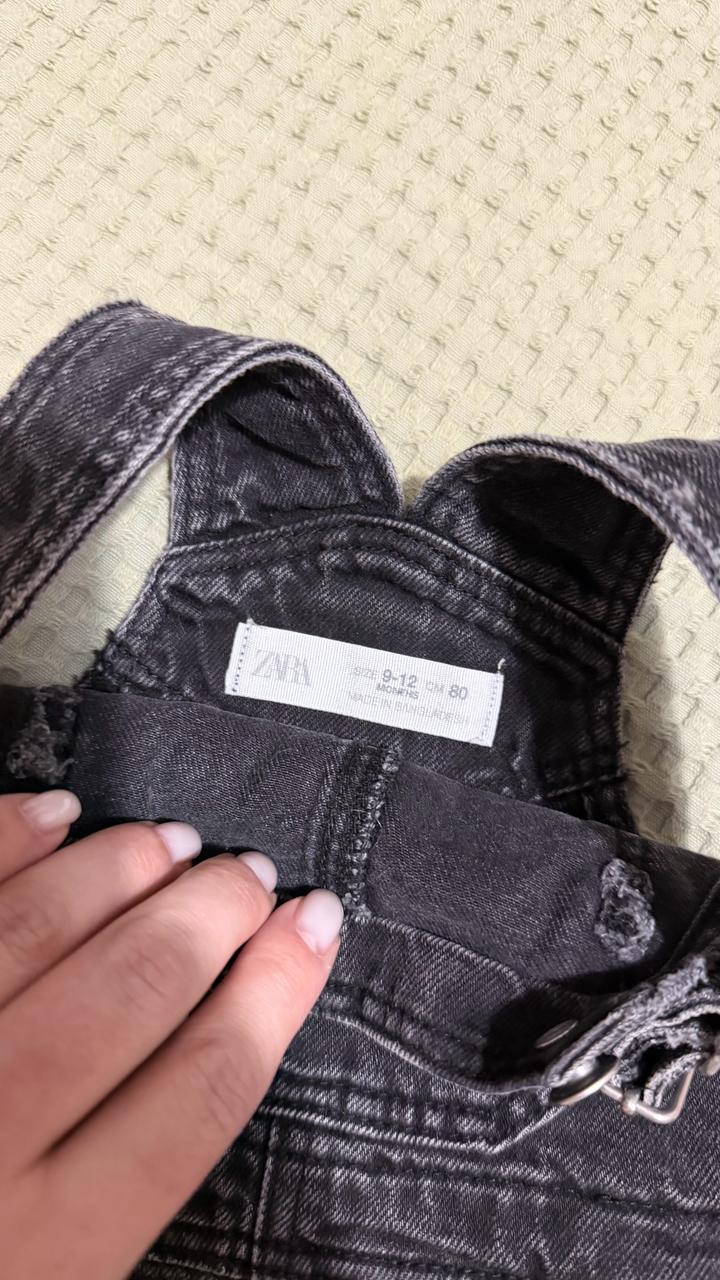 ZARA
SIZE 9-12 MONTHS CM 80
MADE IN BANGLADESH